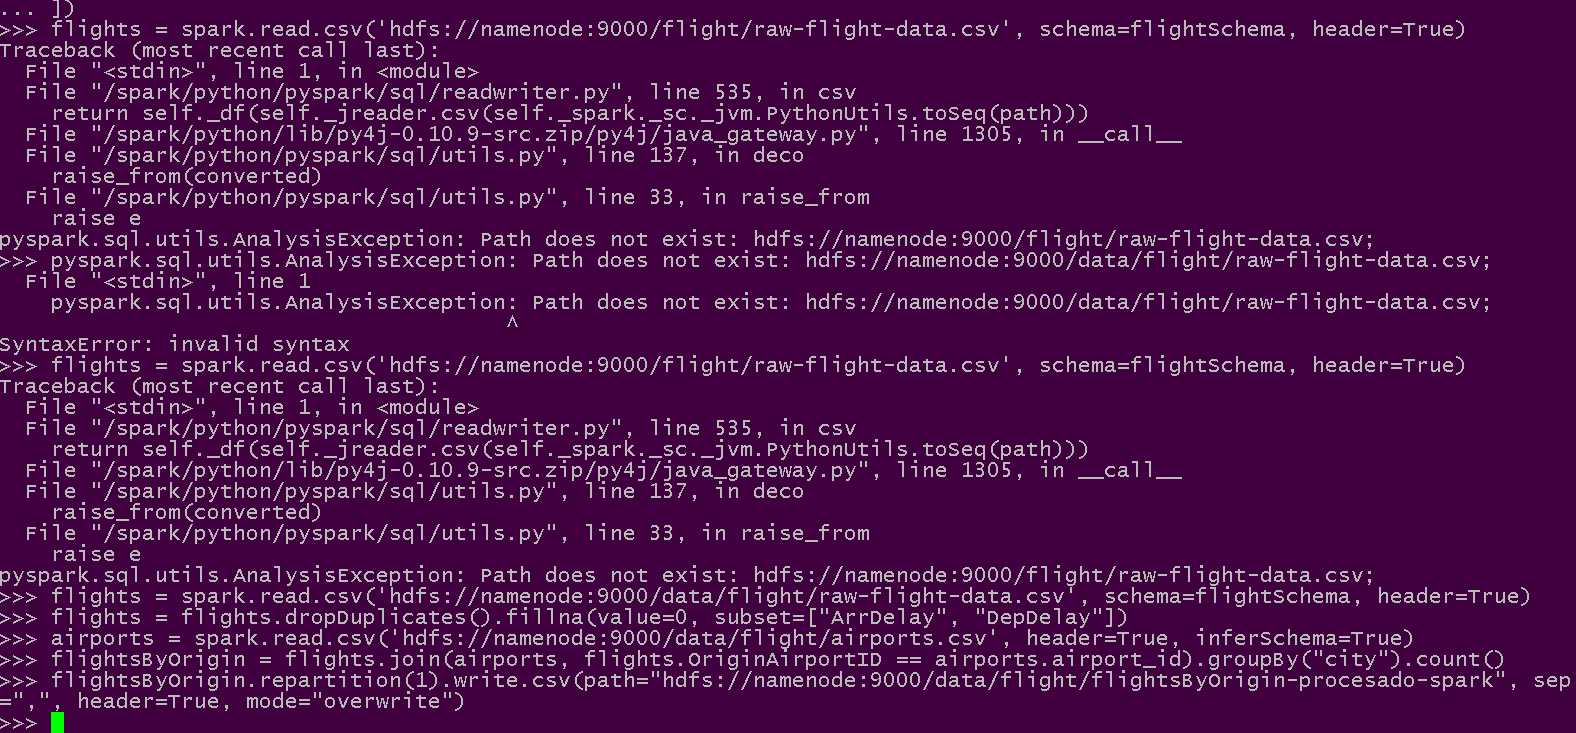 ... ])
>>> flights = spark.read.csv('hdfs://namenode:9000/flight/raw-flight-data.csv', schema=flightSchema, header=True)
Traceback (most recent call last):
  File "<stdin>", line 1, in <module>
  File "/spark/python/pyspark/sql/readwriter.py", line 535, in csv
    return self._df(self._jreader.csv(self._spark._sc._jvm.PythonUtils.toSeq(path)))
  File "/spark/python/lib/py4j-0.10.9-src.zip/py4j/java_gateway.py", line 1305, in __call__
  File "/spark/python/pyspark/sql/utils.py", line 137, in deco
    raise_from(converted)
  File "/spark/python/pyspark/sql/utils.py", line 33, in raise_from
    raise e
pyspark.sql.utils.AnalysisException: Path does not exist: hdfs://namenode:9000/flight/raw-flight-data.csv;
>>> pyspark.sql.utils.AnalysisException: Path does not exist: hdfs://namenode:9000/data/flight/raw-flight-data.csv;
  File "<stdin>", line 1
    pyspark.sql.utils.AnalysisException: Path does not exist: hdfs://namenode:9000/data/flight/raw-flight-data.csv;
                                       ^
SyntaxError: invalid syntax
>>> flights = spark.read.csv('hdfs://namenode:9000/flight/raw-flight-data.csv', schema=flightSchema, header=True)
Traceback (most recent call last):
  File "<stdin>", line 1, in <module>
  File "/spark/python/pyspark/sql/readwriter.py", line 535, in csv
    return self._df(self._jreader.csv(self._spark._sc._jvm.PythonUtils.toSeq(path)))
  File "/spark/python/lib/py4j-0.10.9-src.zip/py4j/java_gateway.py", line 1305, in __call__
  File "/spark/python/pyspark/sql/utils.py", line 137, in deco
    raise_from(converted)
  File "/spark/python/pyspark/sql/utils.py", line 33, in raise_from
    raise e
pyspark.sql.utils.AnalysisException: Path does not exist: hdfs://namenode:9000/flight/raw-flight-data.csv;
>>> flights = spark.read.csv('hdfs://namenode:9000/data/flight/raw-flight-data.csv', schema=flightSchema, header=True)
>>> flights = flights.dropDuplicates().fillna(value=0, subset=["ArrDelay", "DepDelay"])
>>> airports = spark.read.csv('hdfs://namenode:9000/data/flight/airports.csv', header=True, inferSchema=True)
>>> flightsByOrigin = flights.join(airports, flights.OriginAirportID == airports.airport_id).groupBy("city").count()
>>> flightsByOrigin.repartition(1).write.csv(path="hdfs://namenode:9000/data/flight/flightsByOrigin-procesado-spark", sep
=",", header=True, mode="overwrite")
>>>